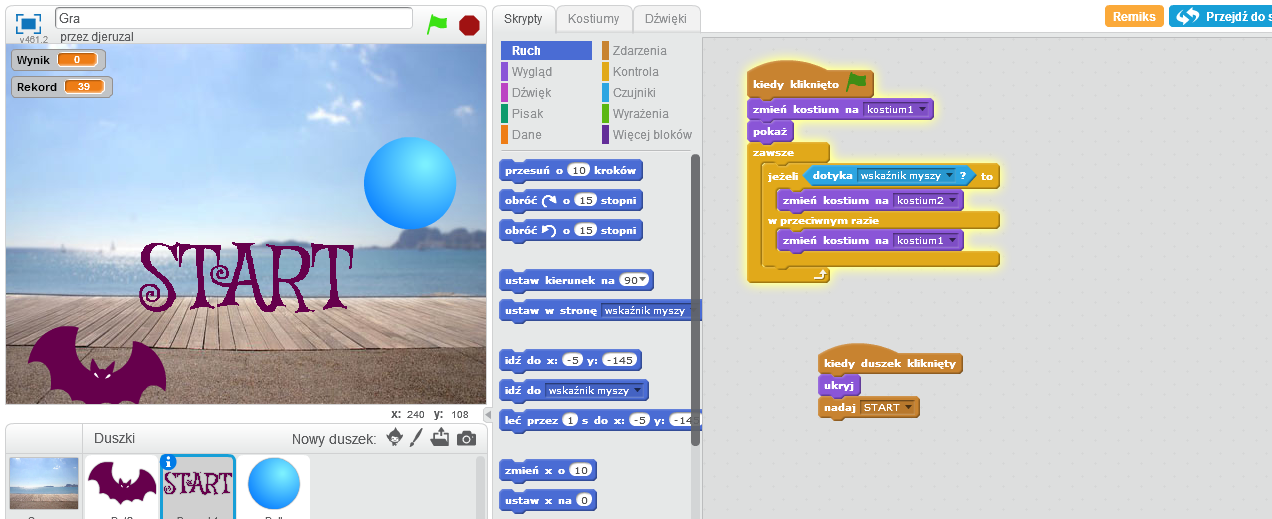 Gra
v461.2
przez djeruzal
Wynik 0
Rekord 39
START
x: 240 y: 108
Duszki
Nowy duszek:
START
Skrypty
Kostiumy
Dźwięki
Ruch
Wygląd
Dźwięk
Pisak
Dane
Zdarzenia
Kontrola
Czujniki
Wyrażenia
Więcej bloków
przesuń o 10 kroków
obróć o 15 stopni
obróć o 15 stopni
ustaw kierunek na 90
ustaw w stronę wskaźnik myszy
idź do x: -5 y: -145
idź do wskaźnik myszy
leć przez 1 s do x: -5 y: -145
zmień x o 10
ustaw x na 0
Remiks
Przejdź do s
kiedy kliknięto
zmień kostium na kostium1
pokaż
zawsze
jeżeli dotyka wskaźnik myszy ? to
zmień kostium na kostium2
w przeciwnym razie
zmień kostium na kostium1
kiedy duszek kliknięty
ukryj
nadaj START